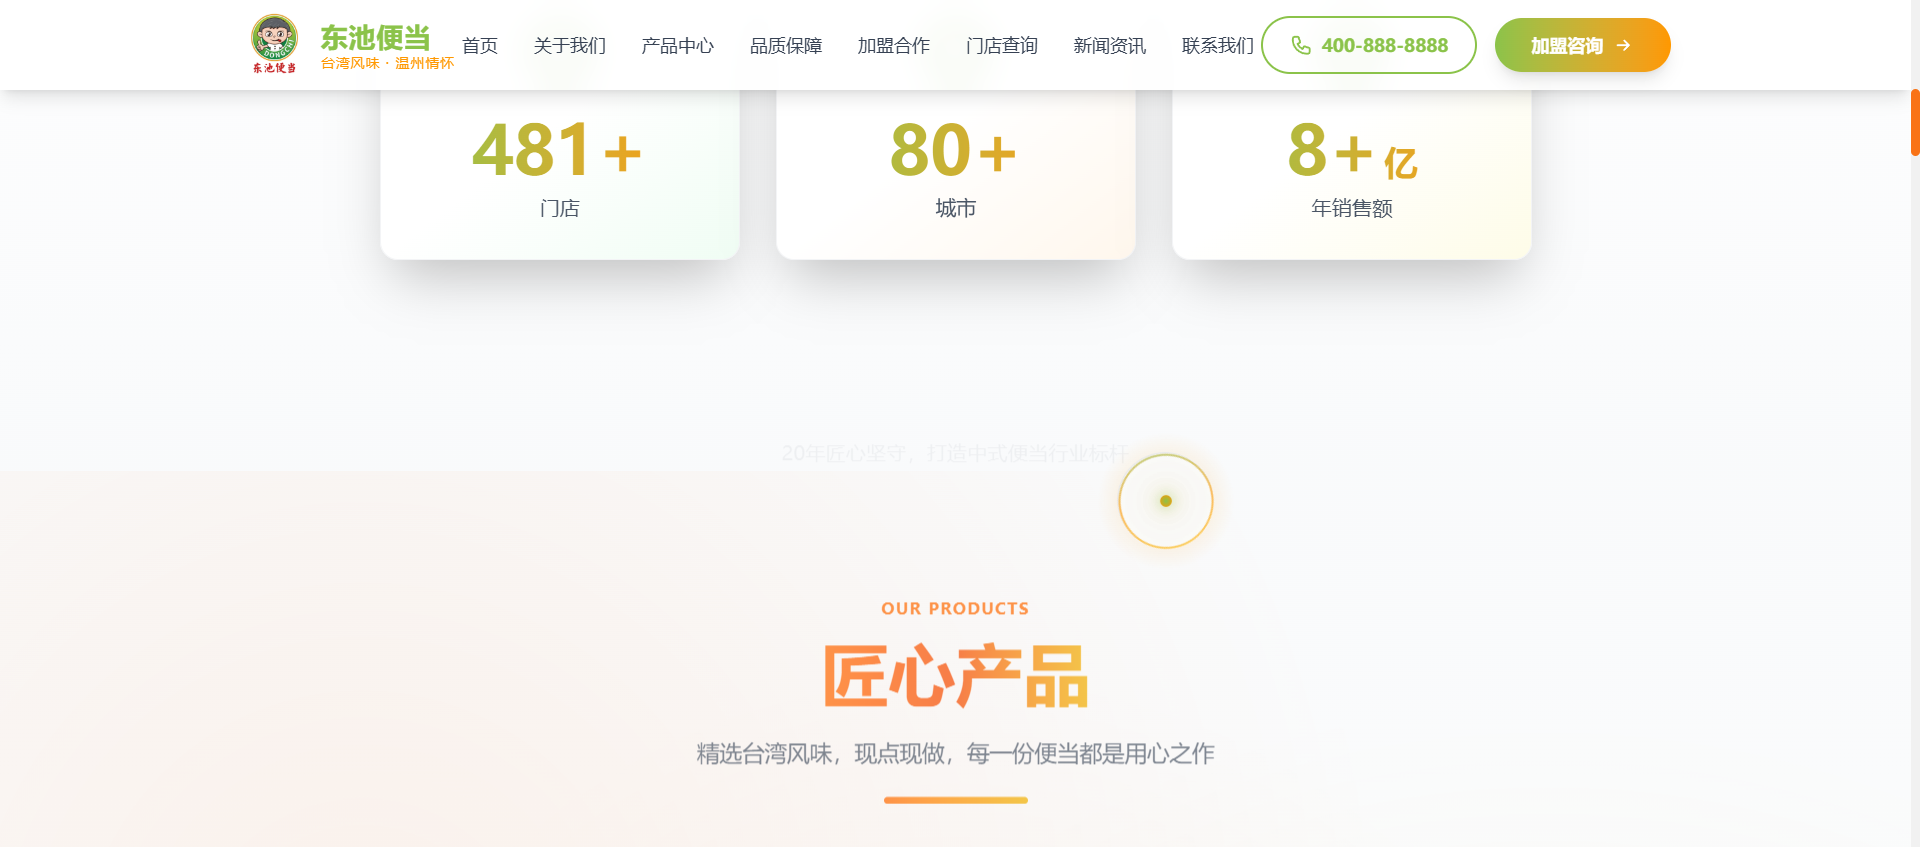 DONGCHI
东池便当
东池便当
台湾风味 · 温州情怀
首页 关于我们 产品中心 品质保障 加盟合作 门店查询 新闻资讯 联系我们
400-888-8888
加盟咨询
481+
门店
80+
城市
8+亿
年销售额
20年匠心坚守，打造中式便当行业标杆
OUR PRODUCTS
匠心产品
精选台湾风味，现点现做，每一份便当都是用心之作